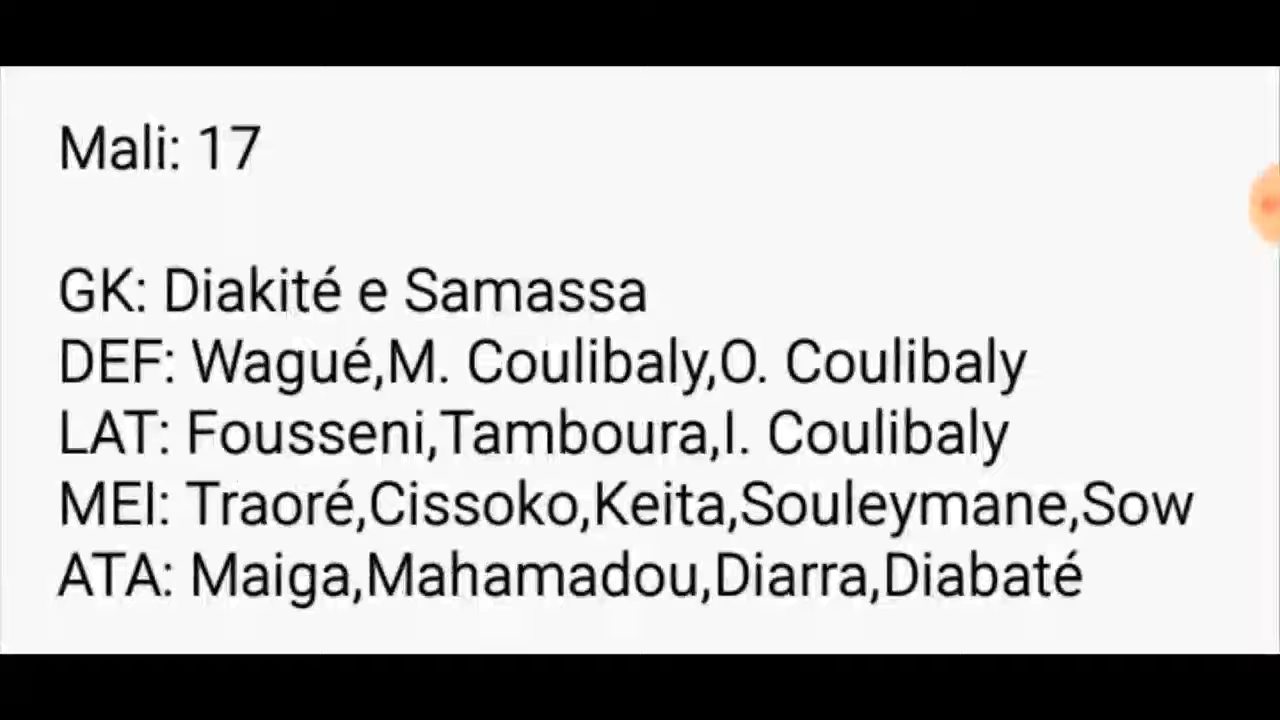 Mali: 17
GK: Diakité e Samassa
DEF: Wagué,M. Coulibaly,O. Coulibaly
LAT: Fousseni,Tamboura,I. Coulibaly
MEI: Traoré,Cissoko,Keita,Souleymane,Sow
ATA: Maiga,Mahamadou,Diarra,Diabaté